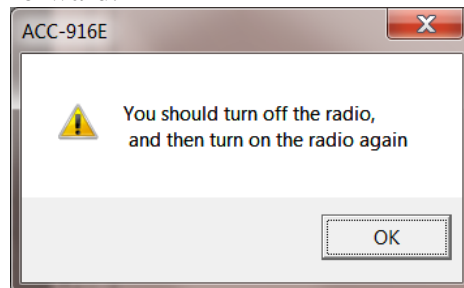 ACC-916E
You should turn off the radio,
and then turn on the radio again
OK